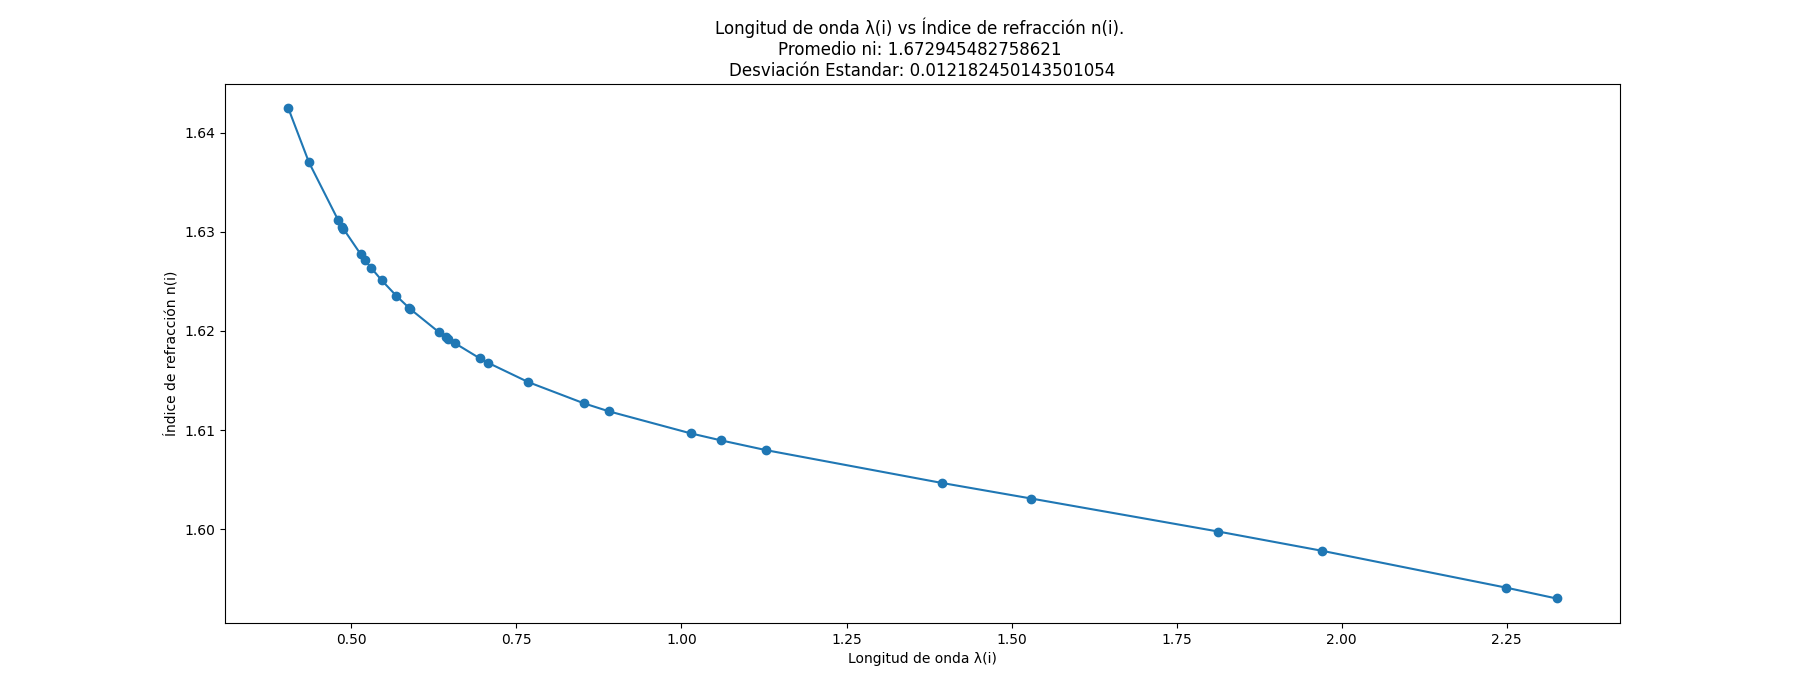 Longitud de onda λ(i) vs Índice de refracción n(i).
Promedio ni: 1.672945482758621
Desviación Estandar: 0.012182450143501054
1.64
1.63
1.62
1.61
1.60
Índice de refracción n(i)
0.50 0.75 1.00 1.25 1.50 1.75 2.00 2.25
Longitud de onda λ(i)